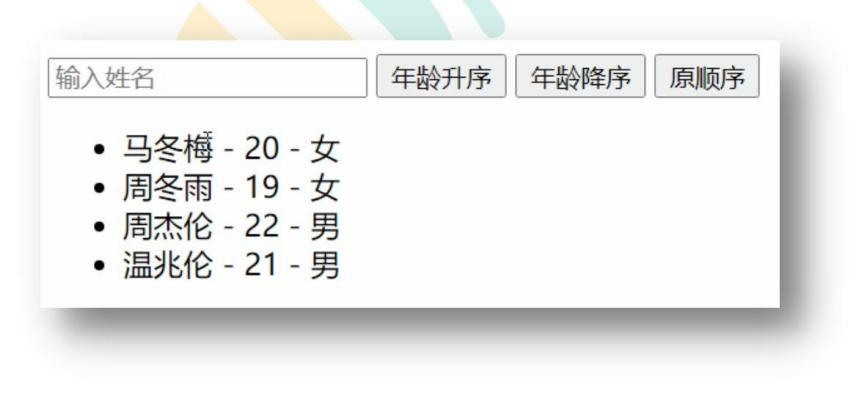 输入姓名 年龄升序 年龄降序 原顺序
马冬梅 - 20 - 女
周冬雨 - 19 - 女
周杰伦 - 22 - 男
温兆伦 - 21 - 男